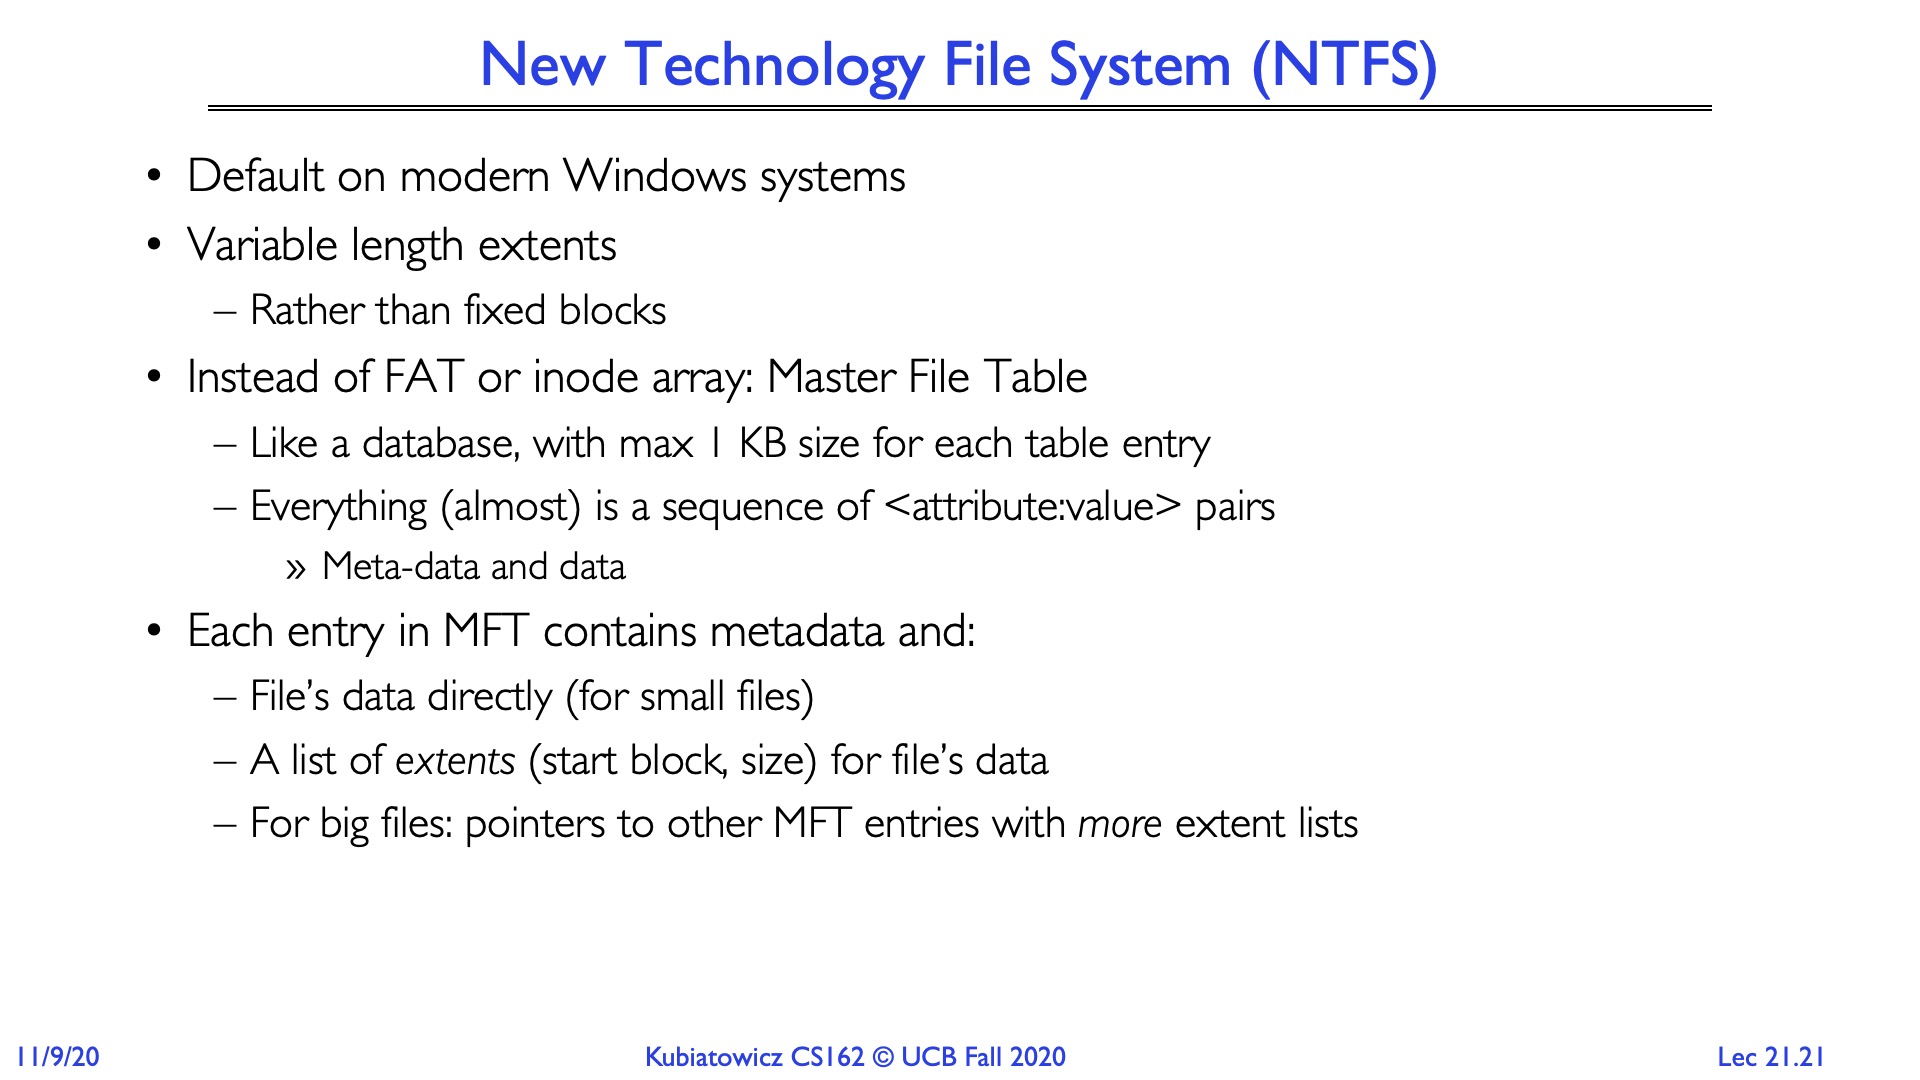 New Technology File System (NTFS)
• Default on modern Windows systems
• Variable length extents
– Rather than fixed blocks
• Instead of FAT or inode array: Master File Table
– Like a database, with max 1 KB size for each table entry
– Everything (almost) is a sequence of <attribute:value> pairs
» Meta-data and data
• Each entry in MFT contains metadata and:
– File’s data directly (for small files)
– A list of extents (start block, size) for file’s data
– For big files: pointers to other MFT entries with more extent lists
11/9/20
Kubiatowicz CS162 © UCB Fall 2020
Lec 21.21